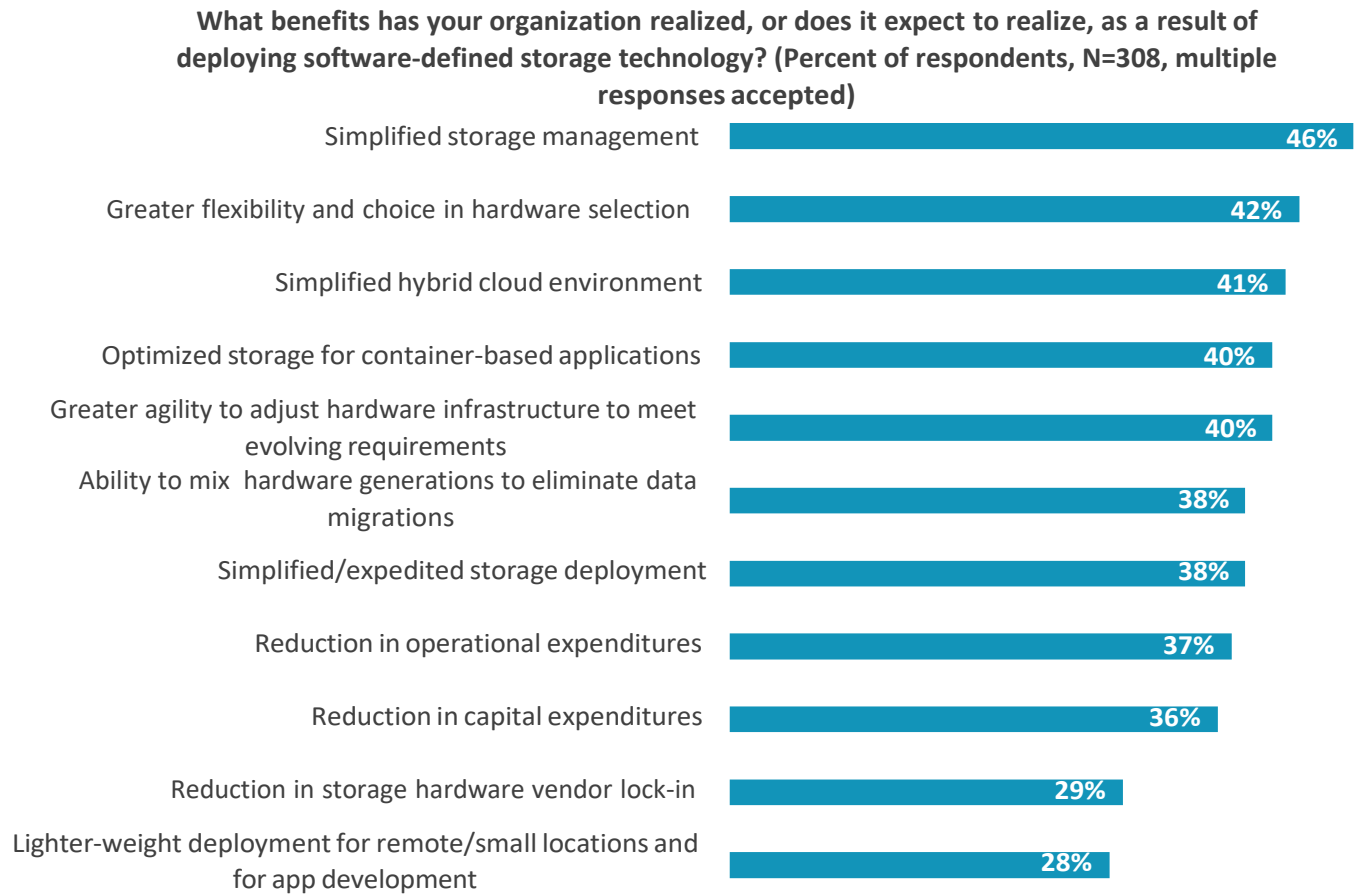 What benefits has your organization realized, or does it expect to realize, as a result of
deploying software-defined storage technology? (Percent of respondents, N=308, multiple
responses accepted)
Simplified storage management 46%
Greater flexibility and choice in hardware selection 42%
Simplified hybrid cloud environment 41%
Optimized storage for container-based applications 40%
Greater agility to adjust hardware infrastructure to meet
evolving requirements 40%
Ability to mix hardware generations to eliminate data
migrations 38%
Simplified/expedited storage deployment 38%
Reduction in operational expenditures 37%
Reduction in capital expenditures 36%
Reduction in storage hardware vendor lock-in 29%
Lighter-weight deployment for remote/small locations and
for app development 28%